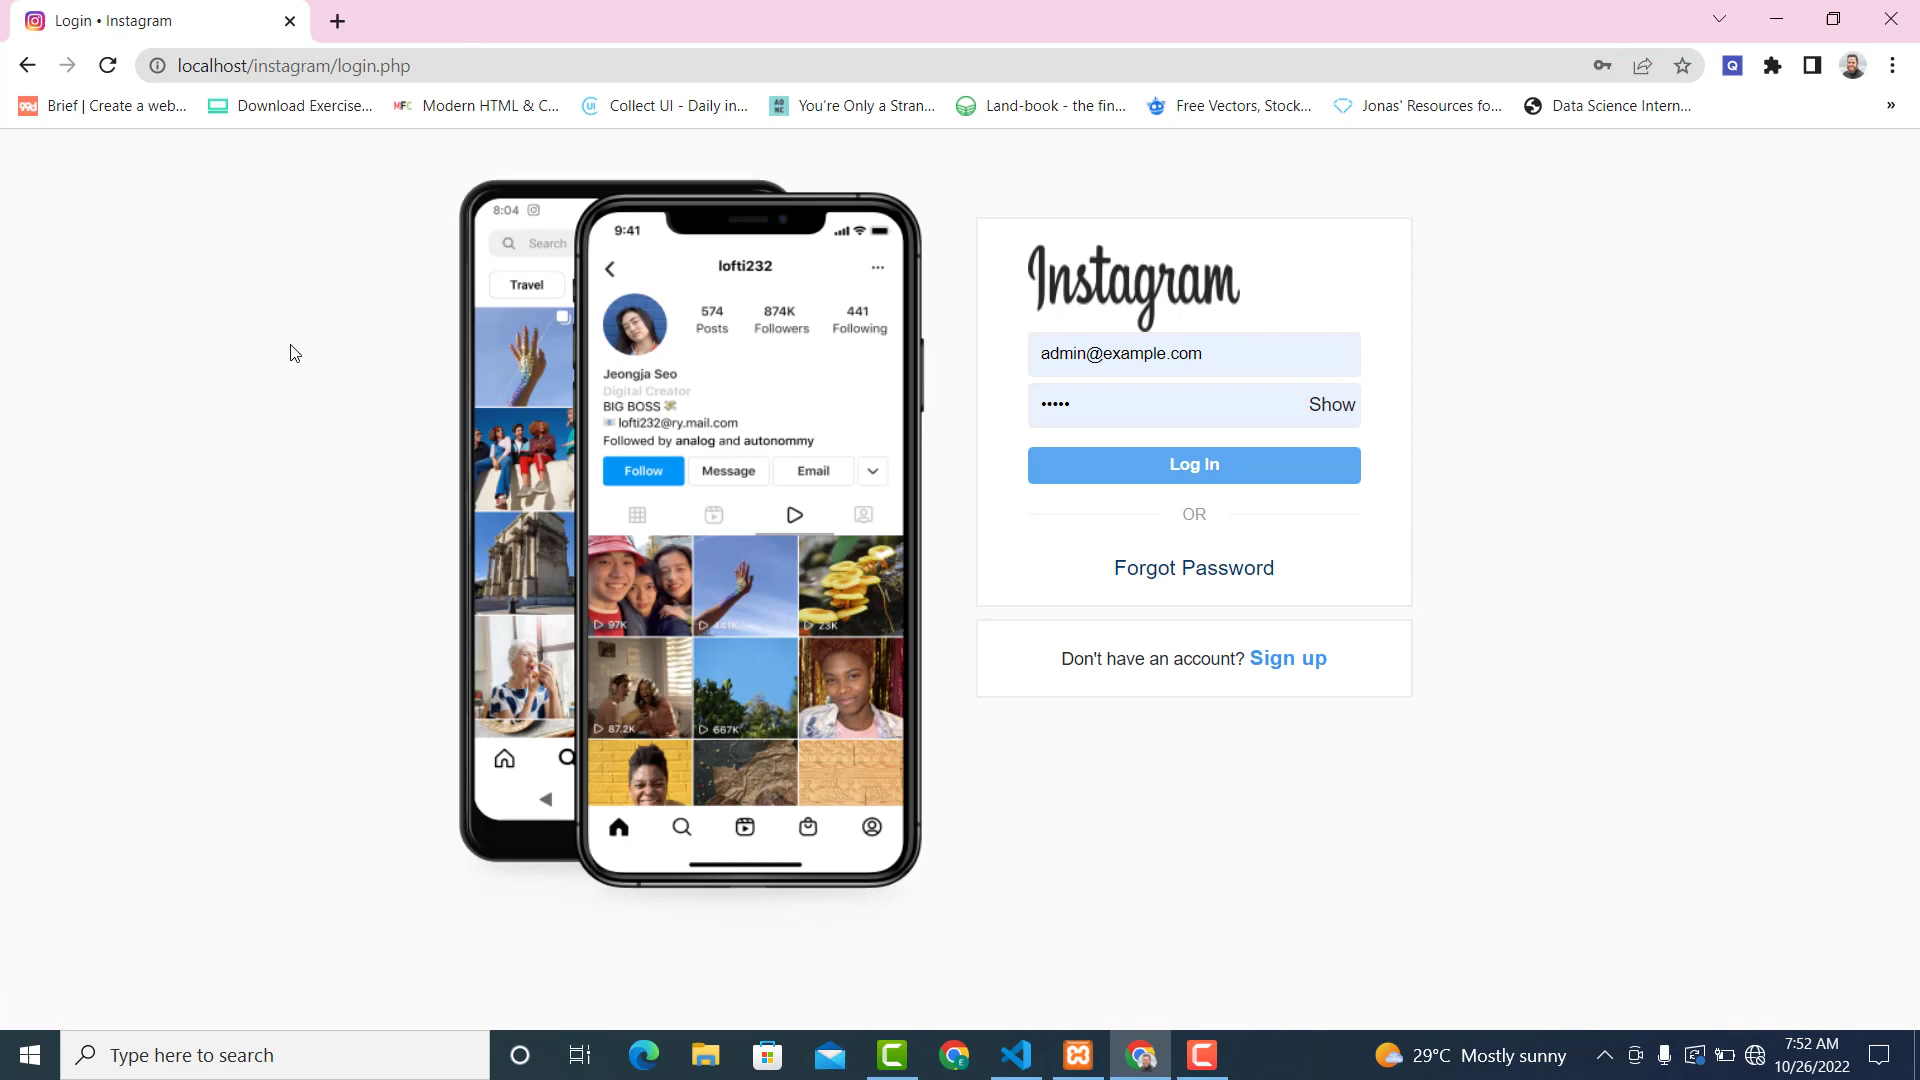 Login • Instagram
localhost/instagram/login.php
Brief | Create a web...
Download Exercise...
MFC Modern HTML & C...
Collect UI - Daily in...
You're Only a Stran...
Land-book - the fin...
Free Vectors, Stock...
Jonas' Resources fo...
Data Science Intern...
»
8:04
Search
Travel
9:41
lofti232
574 874K 441
Posts Followers Following
Jeongja Seo
Digital Creator
BIG BOSS
lofti232@ry.mail.com
Followed by analog and autonommy
Follow Message Email
97K 441K 23K
87.2K 667K
Instagram
admin@example.com
••••• Show
Log In
OR
Forgot Password
Don't have an account? Sign up
Type here to search
29°C Mostly sunny
7:52 AM
10/26/2022